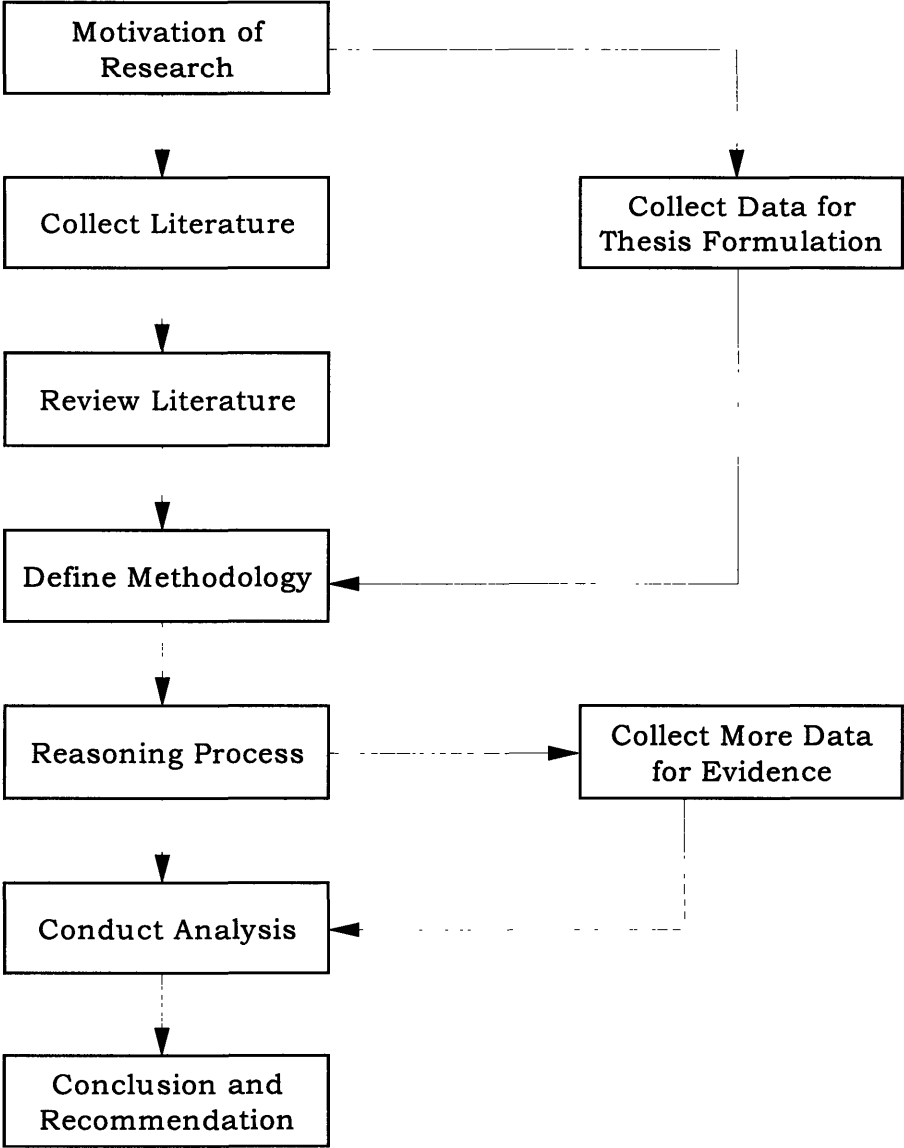 Motivation of
Research
Collect Literature
Collect Data for
Thesis Formulation
Review Literature
Define Methodology
Reasoning Process
Collect More Data
for Evidence
Conduct Analysis
Conclusion and
Recommendation